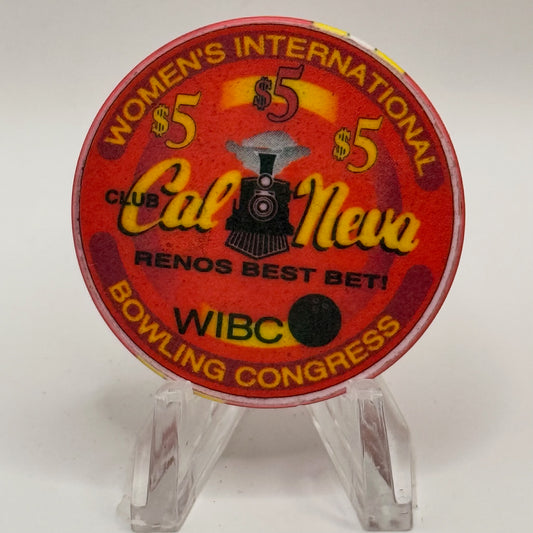 WOMEN'S INTERNATIONAL
$5 $5 $5
CLUB Cal Neva
RENOS BEST BET!
WIBC
BOWLING CONGRESS